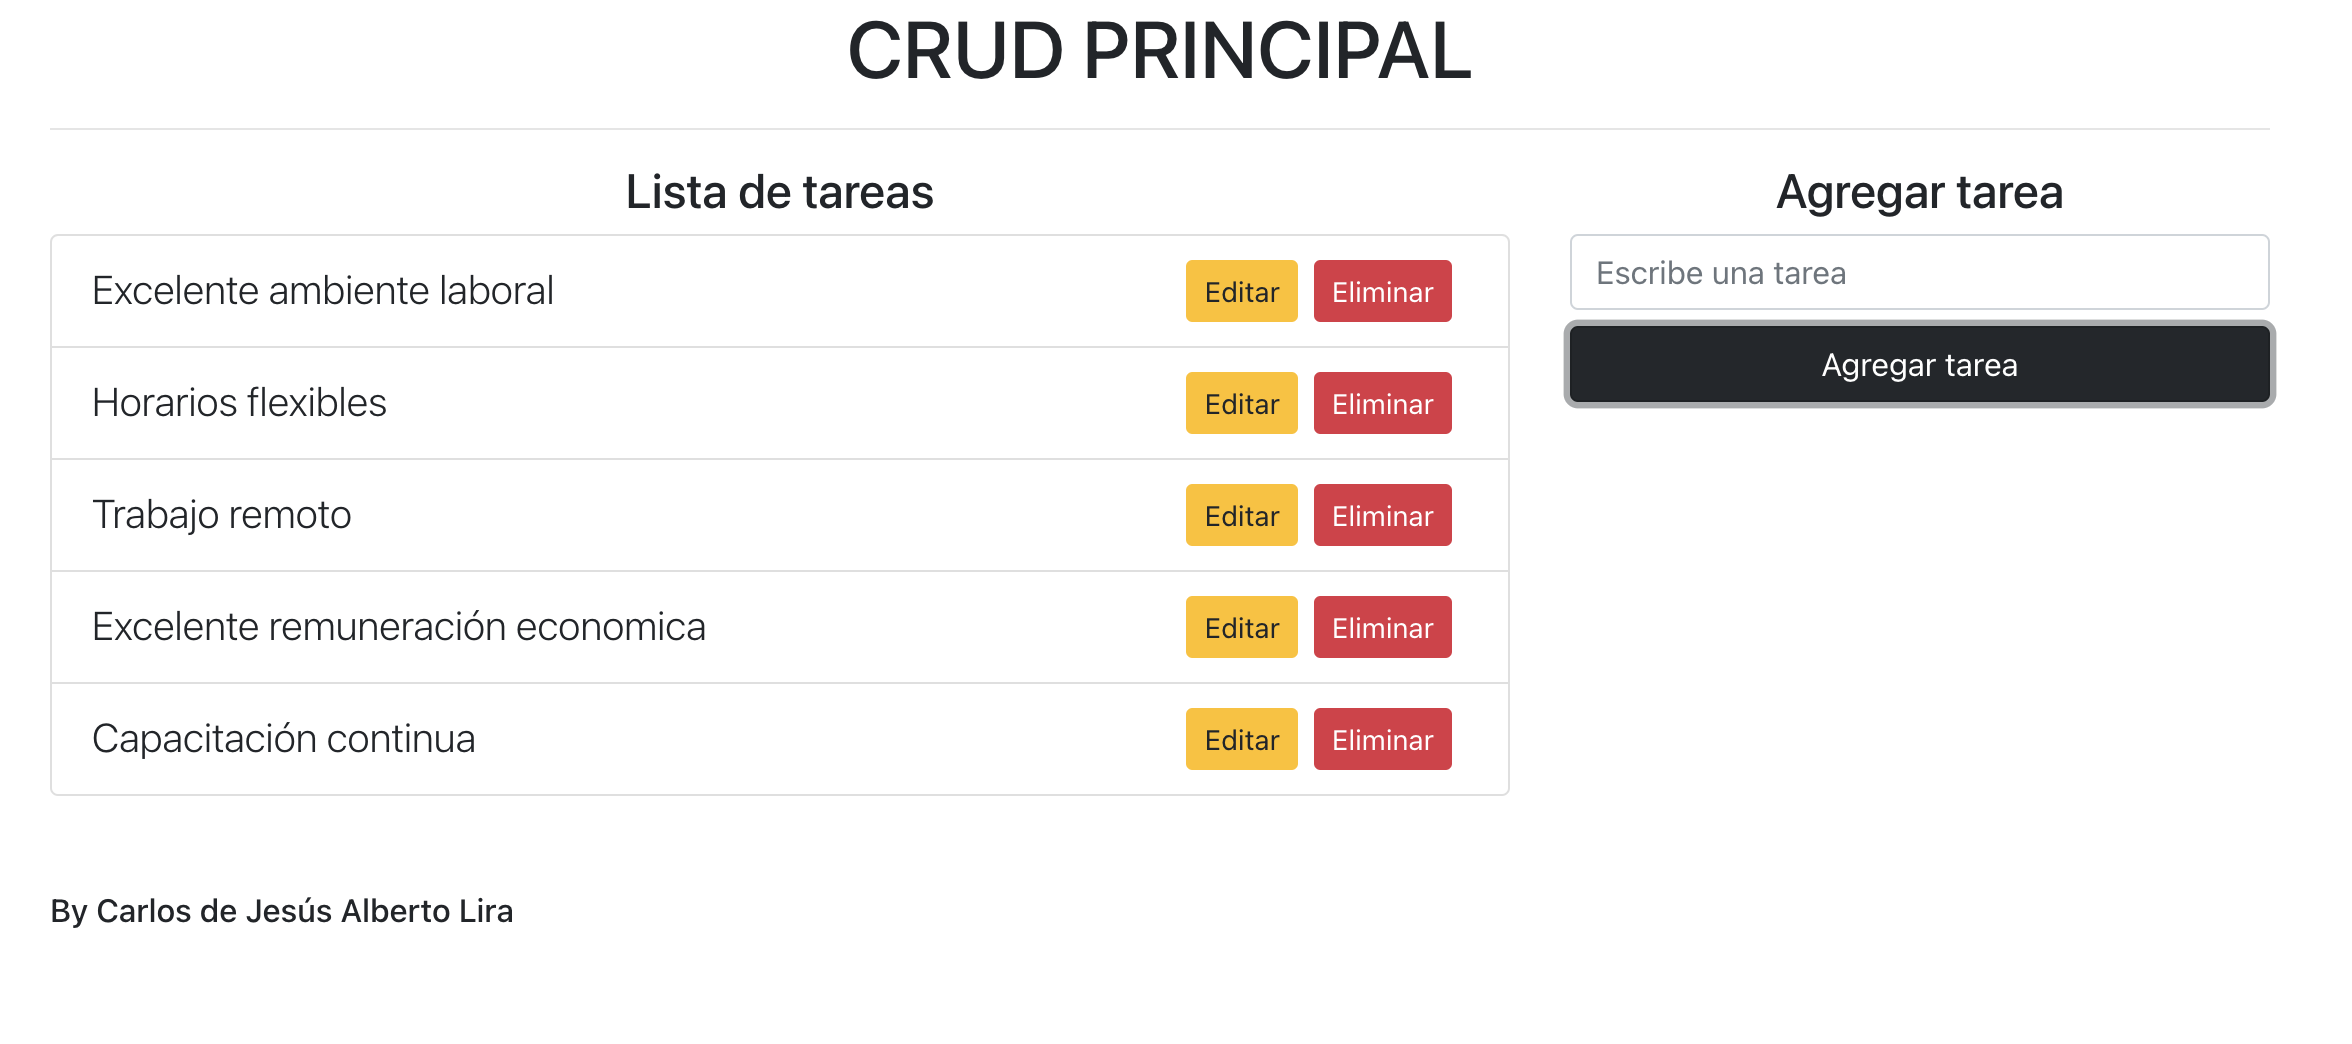 CRUD PRINCIPAL
Lista de tareas
Excelente ambiente laboral Editar Eliminar
Horarios flexibles Editar Eliminar
Trabajo remoto Editar Eliminar
Excelente remuneración economica Editar Eliminar
Capacitación continua Editar Eliminar
Agregar tarea
Escribe una tarea
Agregar tarea
By Carlos de Jesús Alberto Lira